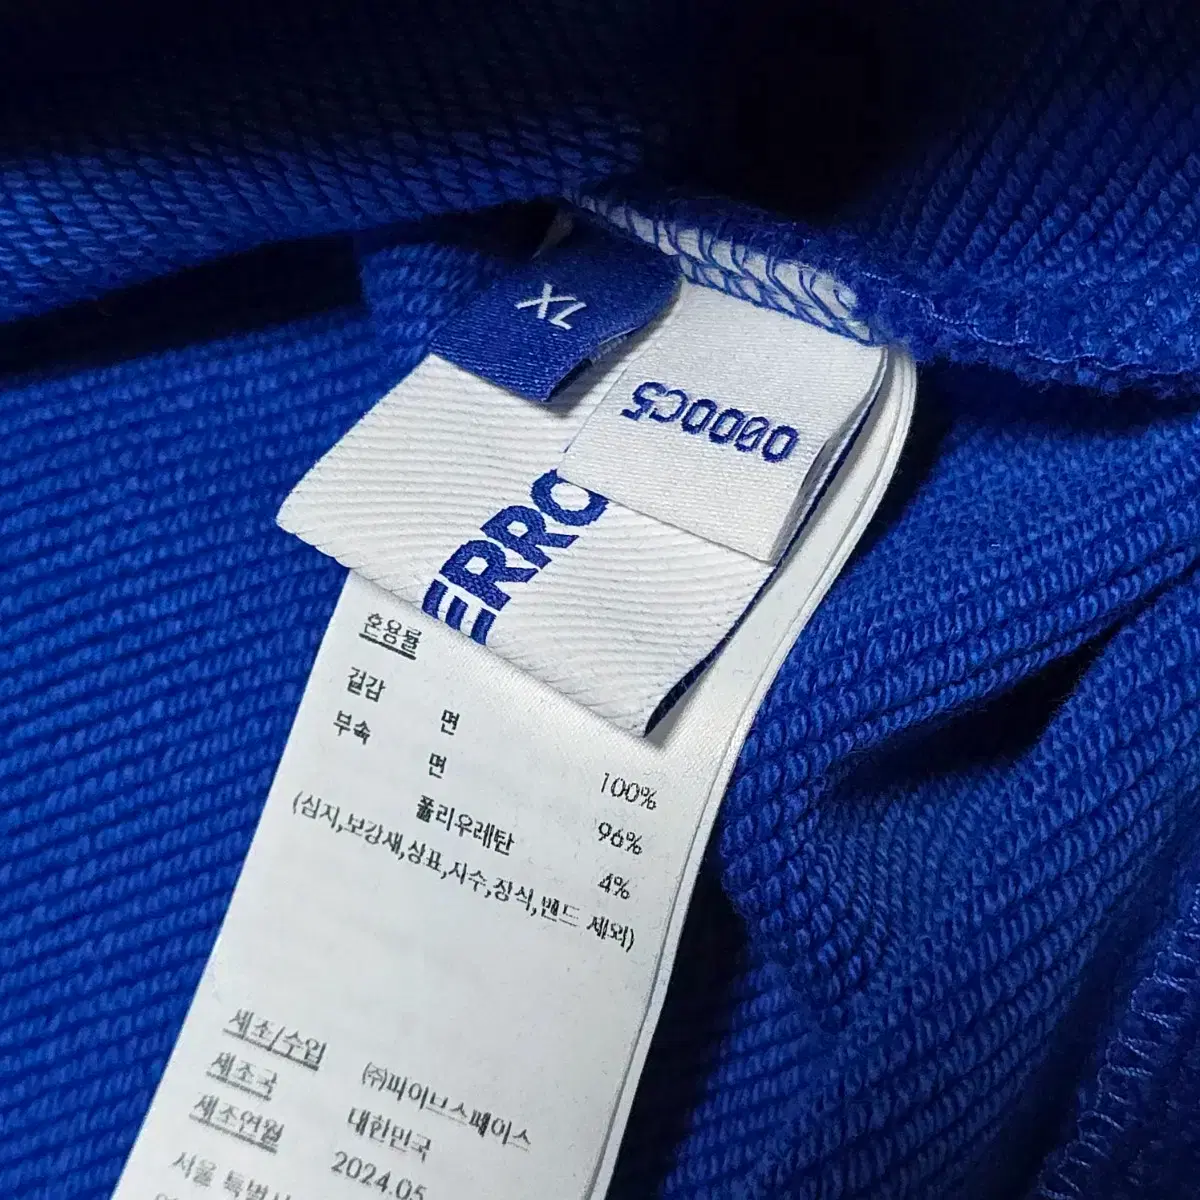 XL
0000C5
ERRO
혼용률
겉감 면 100%
부속 면 96%
폴리우레탄 4%
(심지,보강재,상표,자수,장식,밴드 제외)
제조/수입 ㈜파이브스페이스
제조국 대한민국
제조연월 2024.05
서울 특별시